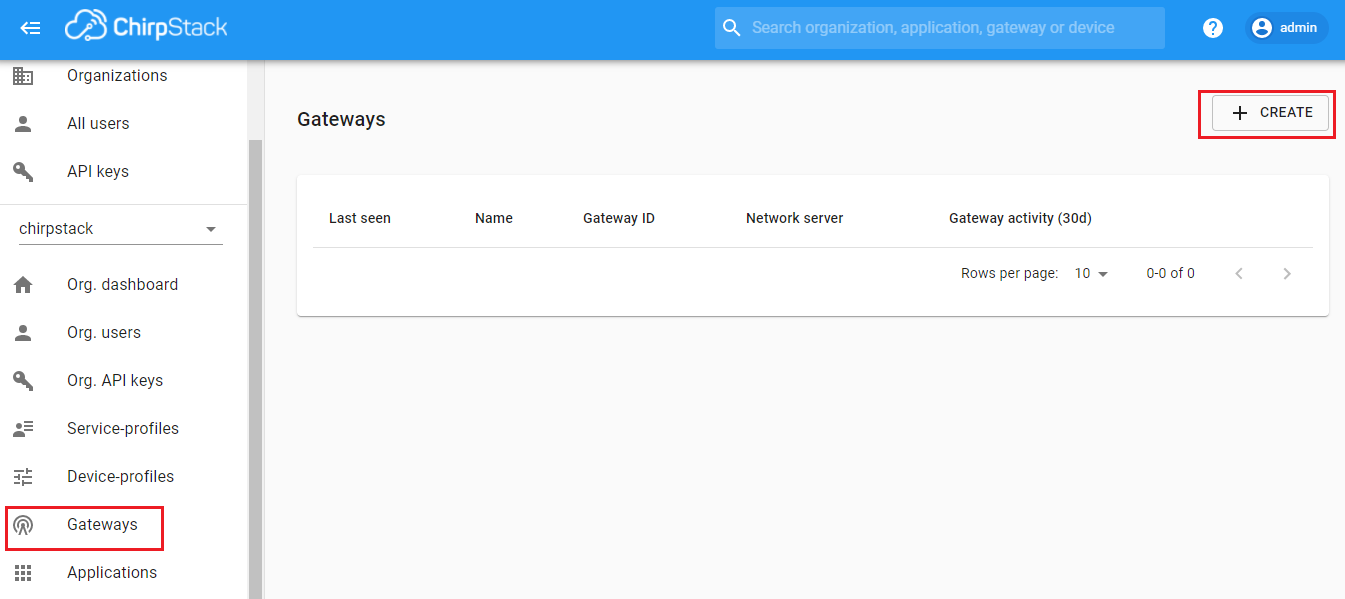 ChirpStack
Search organization, application, gateway or device
? admin
Organizations
All users
API keys
chirpstack
Org. dashboard
Org. users
Org. API keys
Service-profiles
Device-profiles
Gateways
Applications
Gateways
+ CREATE
Last seen Name Gateway ID Network server Gateway activity (30d)
Rows per page: 10 0-0 of 0